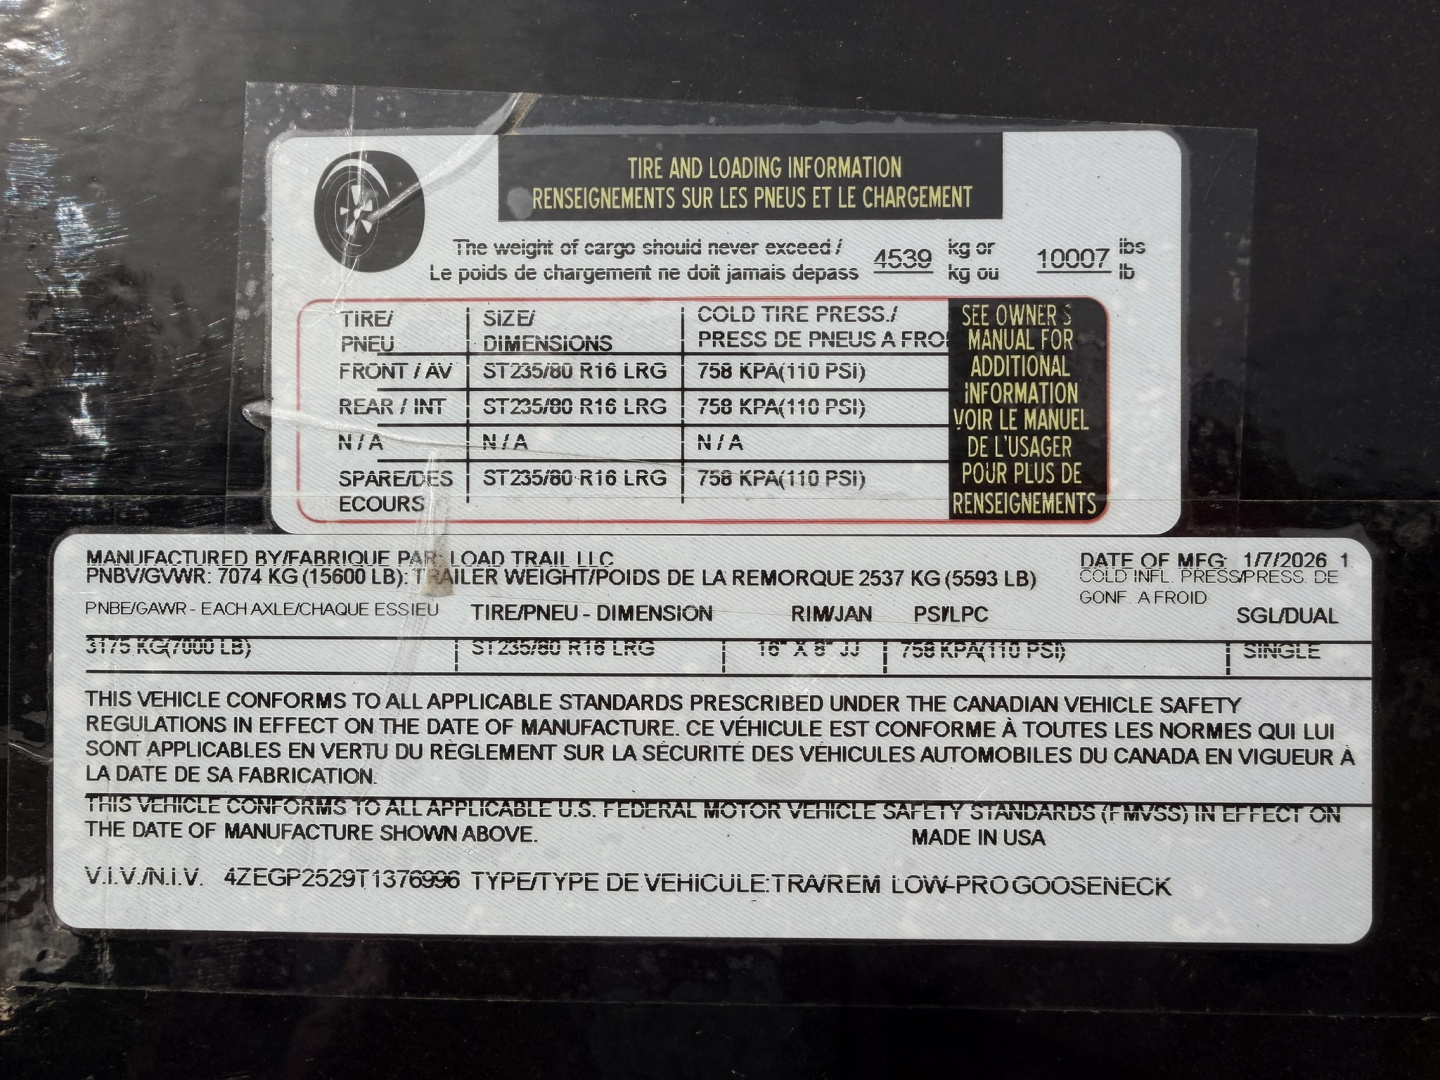 TIRE AND LOADING INFORMATION
RENSEIGNEMENTS SUR LES PNEUS ET LE CHARGEMENT
The weight of cargo should never exceed / 4539 kg or 10007 lbs
Le poids de chargement ne doit jamais depass kg ou lb
TIRE/ SIZE/ COLD TIRE PRESS./
PNEU DIMENSIONS PRESS DE PNEUS A FROI
FRONT / AV ST235/80 R16 LRG 758 KPA(110 PSI)
REAR / INT ST235/80 R16 LRG 758 KPA(110 PSI)
N / A N / A N / A
SPARE/DES ST235/80 R16 LRG 758 KPA(110 PSI)
ECOURS
SEE OWNER'S
MANUAL FOR
ADDITIONAL
INFORMATION
VOIR LE MANUEL
DE L'USAGER
POUR PLUS DE
RENSEIGNEMENTS
MANUFACTURED BY/FABRIQUE PAR: LOAD TRAIL LLC DATE OF MFG: 1/7/2026 1
PNBV/GVWR: 7074 KG (15600 LB); TRAILER WEIGHT/POIDS DE LA REMORQUE 2537 KG (5593 LB) COLD INFL. PRESS/PRESS. DE
GONF. A FROID
PNBE/GAWR - EACH AXLE/CHAQUE ESSIEU TIRE/PNEU - DIMENSION RIM/JAN PSI/LPC SGL/DUAL
3175 KG(7000 LB) ST235/80 R16 LRG 16" X 8" JJ 758 KPA(110 PSI) SINGLE
THIS VEHICLE CONFORMS TO ALL APPLICABLE STANDARDS PRESCRIBED UNDER THE CANADIAN VEHICLE SAFETY
REGULATIONS IN EFFECT ON THE DATE OF MANUFACTURE. CE VÉHICULE EST CONFORME À TOUTES LES NORMES QUI LUI
SONT APPLICABLES EN VERTU DU RÈGLEMENT SUR LA SÉCURITÉ DES VÉHICULES AUTOMOBILES DU CANADA EN VIGUEUR À
LA DATE DE SA FABRICATION.
THIS VEHICLE CONFORMS TO ALL APPLICABLE U.S. FEDERAL MOTOR VEHICLE SAFETY STANDARDS (FMVSS) IN EFFECT ON
THE DATE OF MANUFACTURE SHOWN ABOVE. MADE IN USA
V.I.V./N.I.V. 4ZEGP2529T1376996 TYPE/TYPE DE VEHICULE:TRA/REM LOW-PRO GOOSENECK